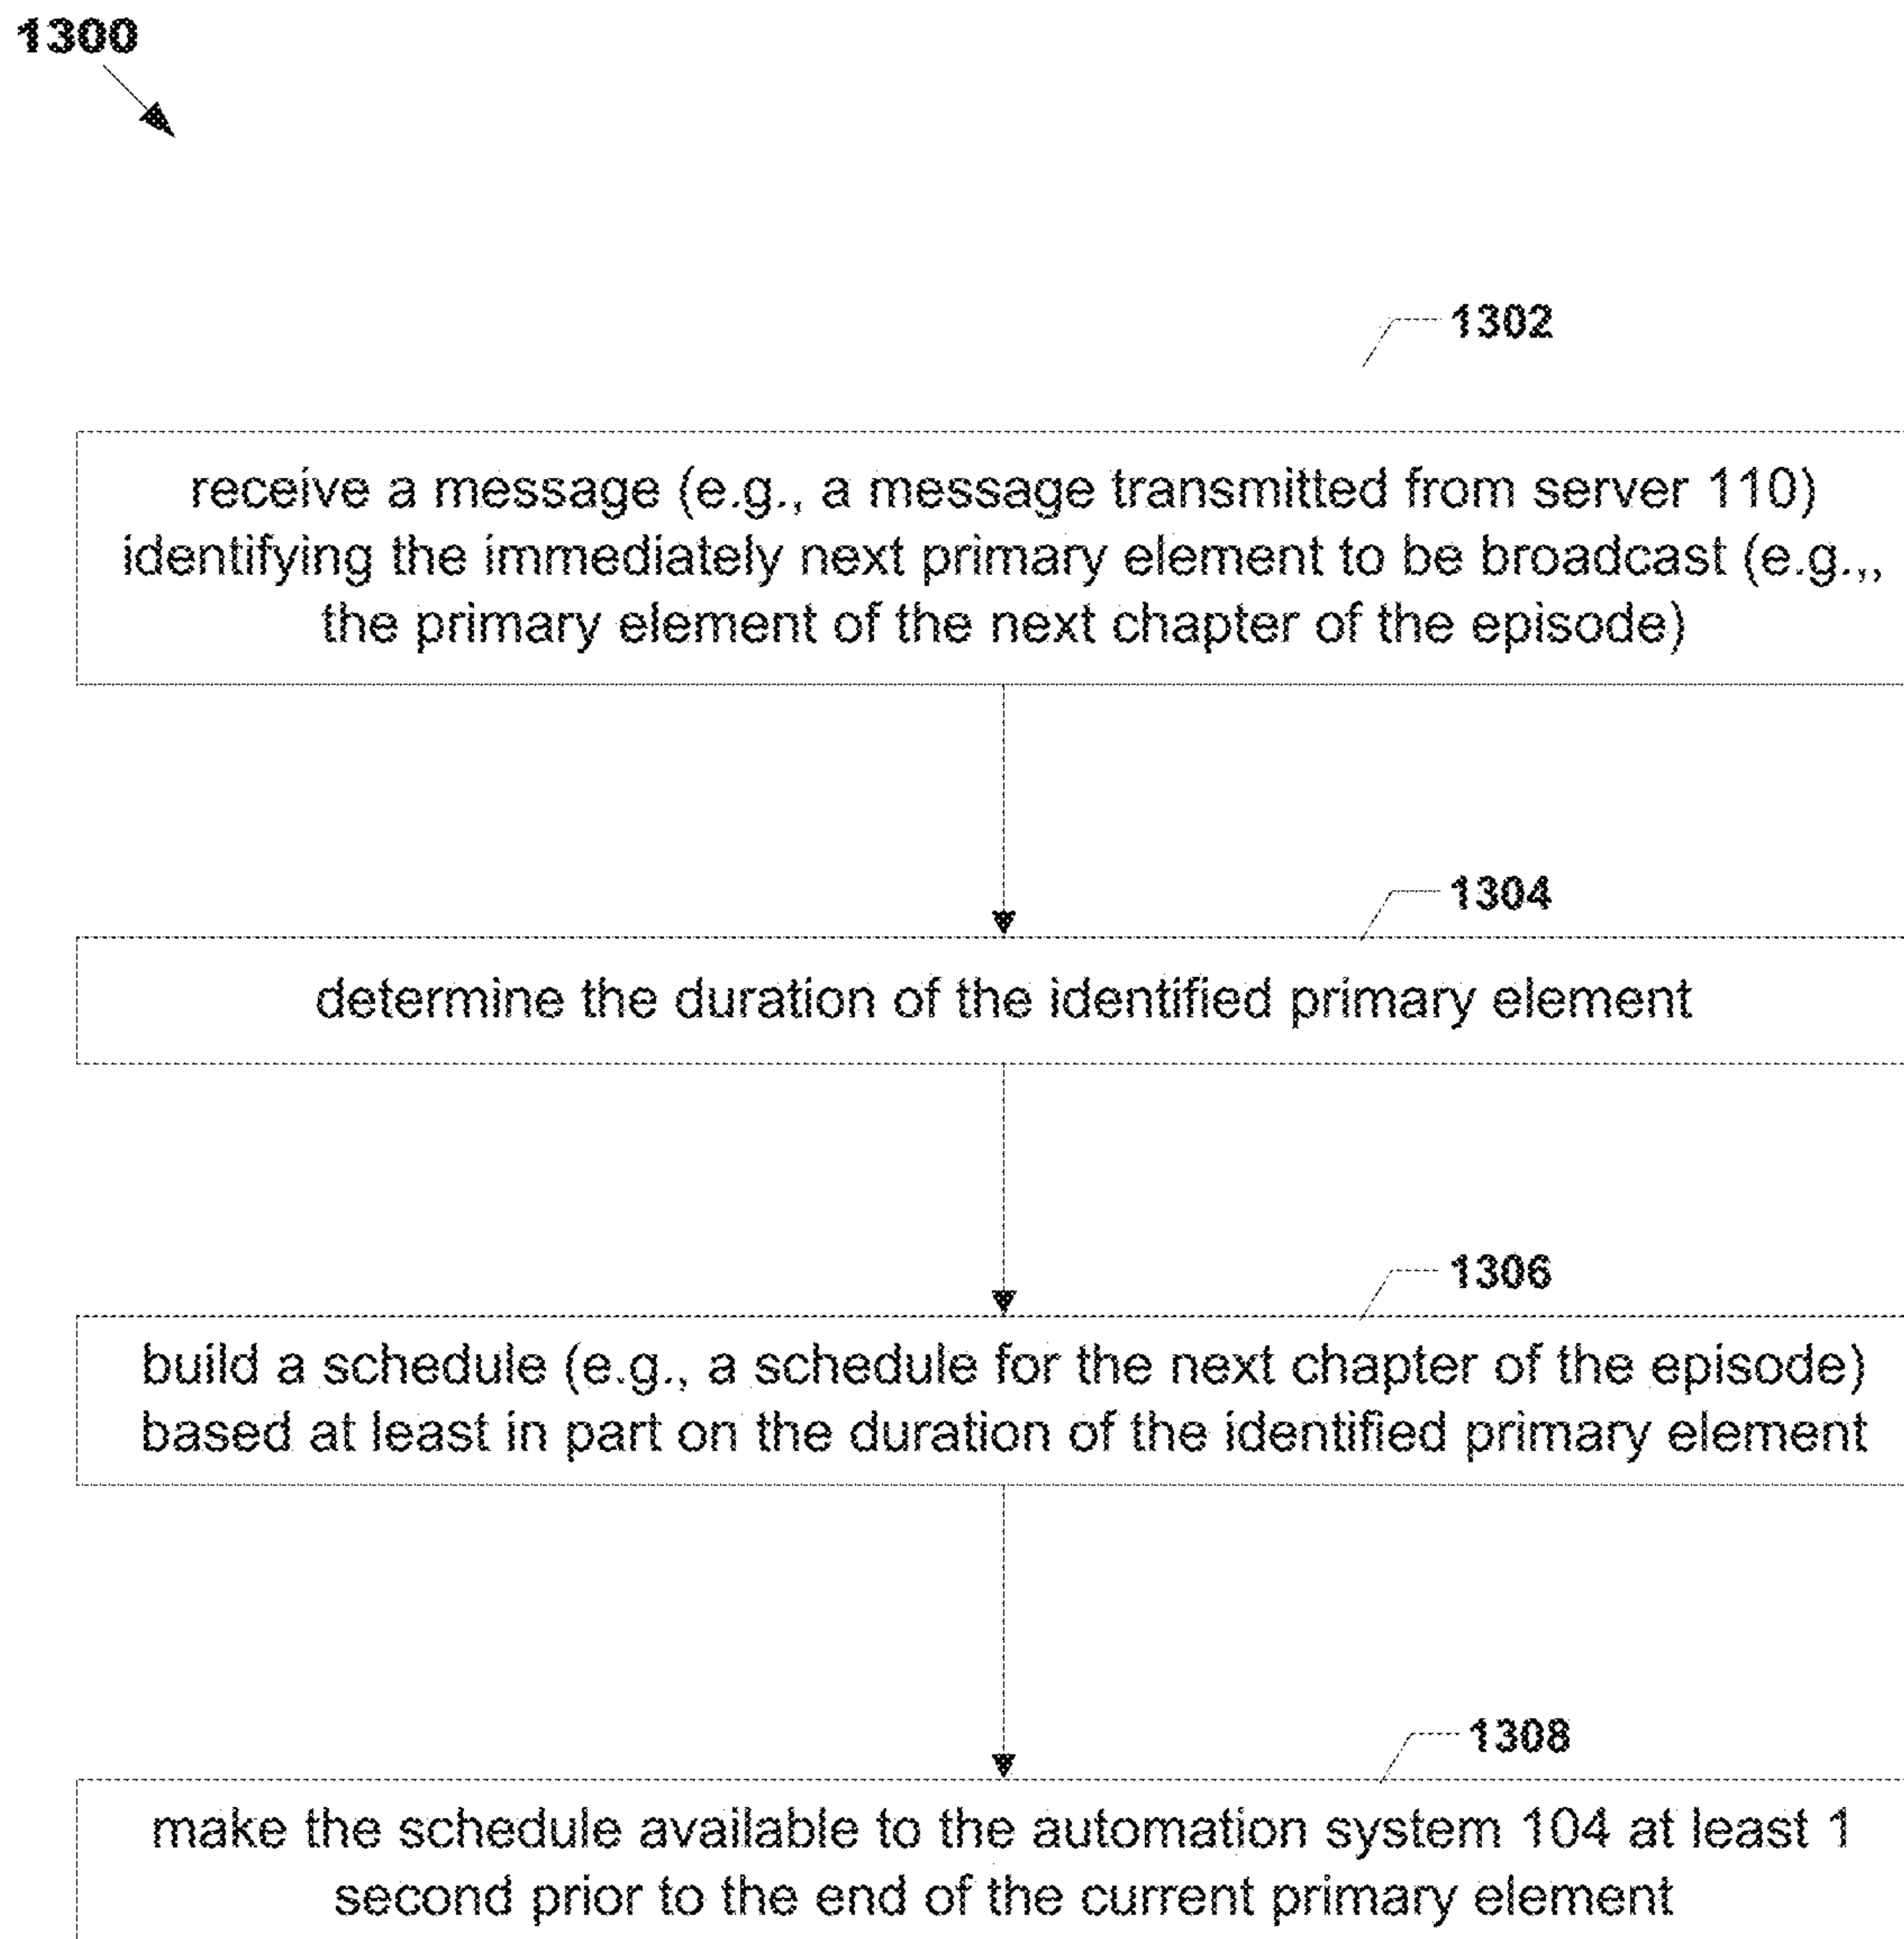 1300
1302
receive a message (e.g., a message transmitted from server 110)
identifying the immediately next primary element to be broadcast (e.g.,,
the primary element of the next chapter of the episode)
1304
determine the duration of the identified primary element
1306
build a schedule (e.g., a schedule for the next chapter of the episode)
based at least in part on the duration of the identified primary element
1308
make the schedule available to the automation system 104 at least 1
second prior to the end of the current primary element